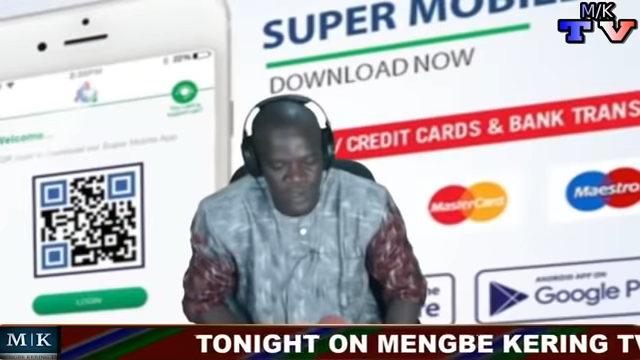 M/K
TV
SUPER MOBILE
DOWNLOAD NOW
/ CREDIT CARDS & BANK TRANS
MasterCard
Maestro
ANDROID APP ON
Google P
re
Welcome...
LOGIN
M|K
TONIGHT ON MENGBE KERING TV